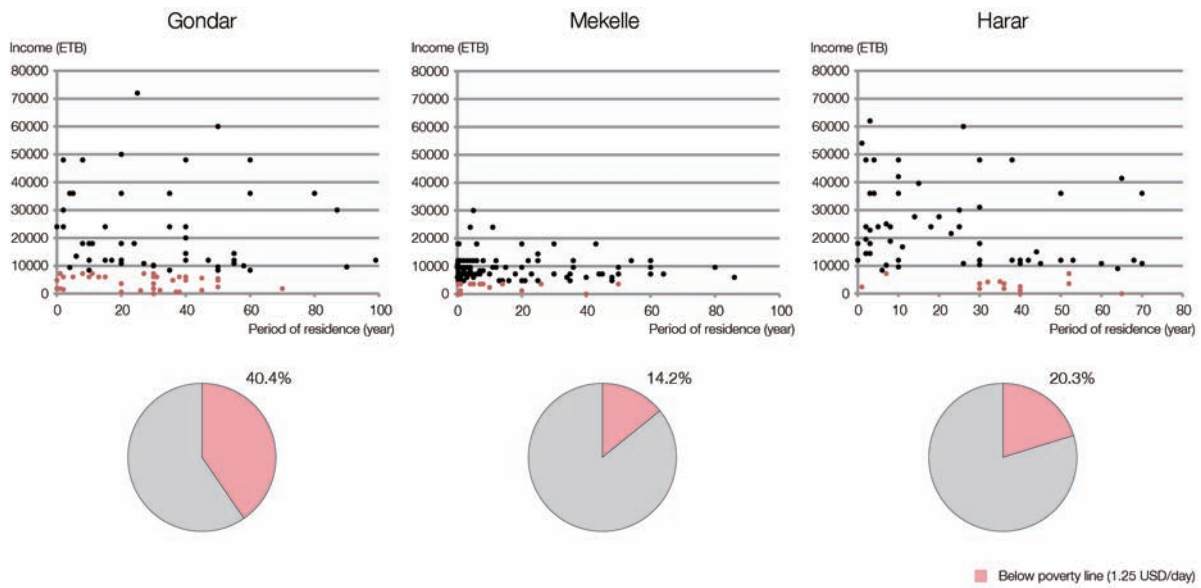 Gondar
Income (ETB)
80000
70000
60000
50000
40000
30000
20000
10000
0
0 20 40 60 80 100
Period of residence (year)
Mekelle
Income (ETB)
80000
70000
60000
50000
40000
30000
20000
10000
0
0 20 40 60 80 100
Period of residence (year)
Harar
Income (ETB)
80000
70000
60000
50000
40000
30000
20000
10000
0
0 10 20 30 40 50 60 70 80
Period of residence (year)
40.4%
14.2%
20.3%
Below poverty line (1.25 USD/day)